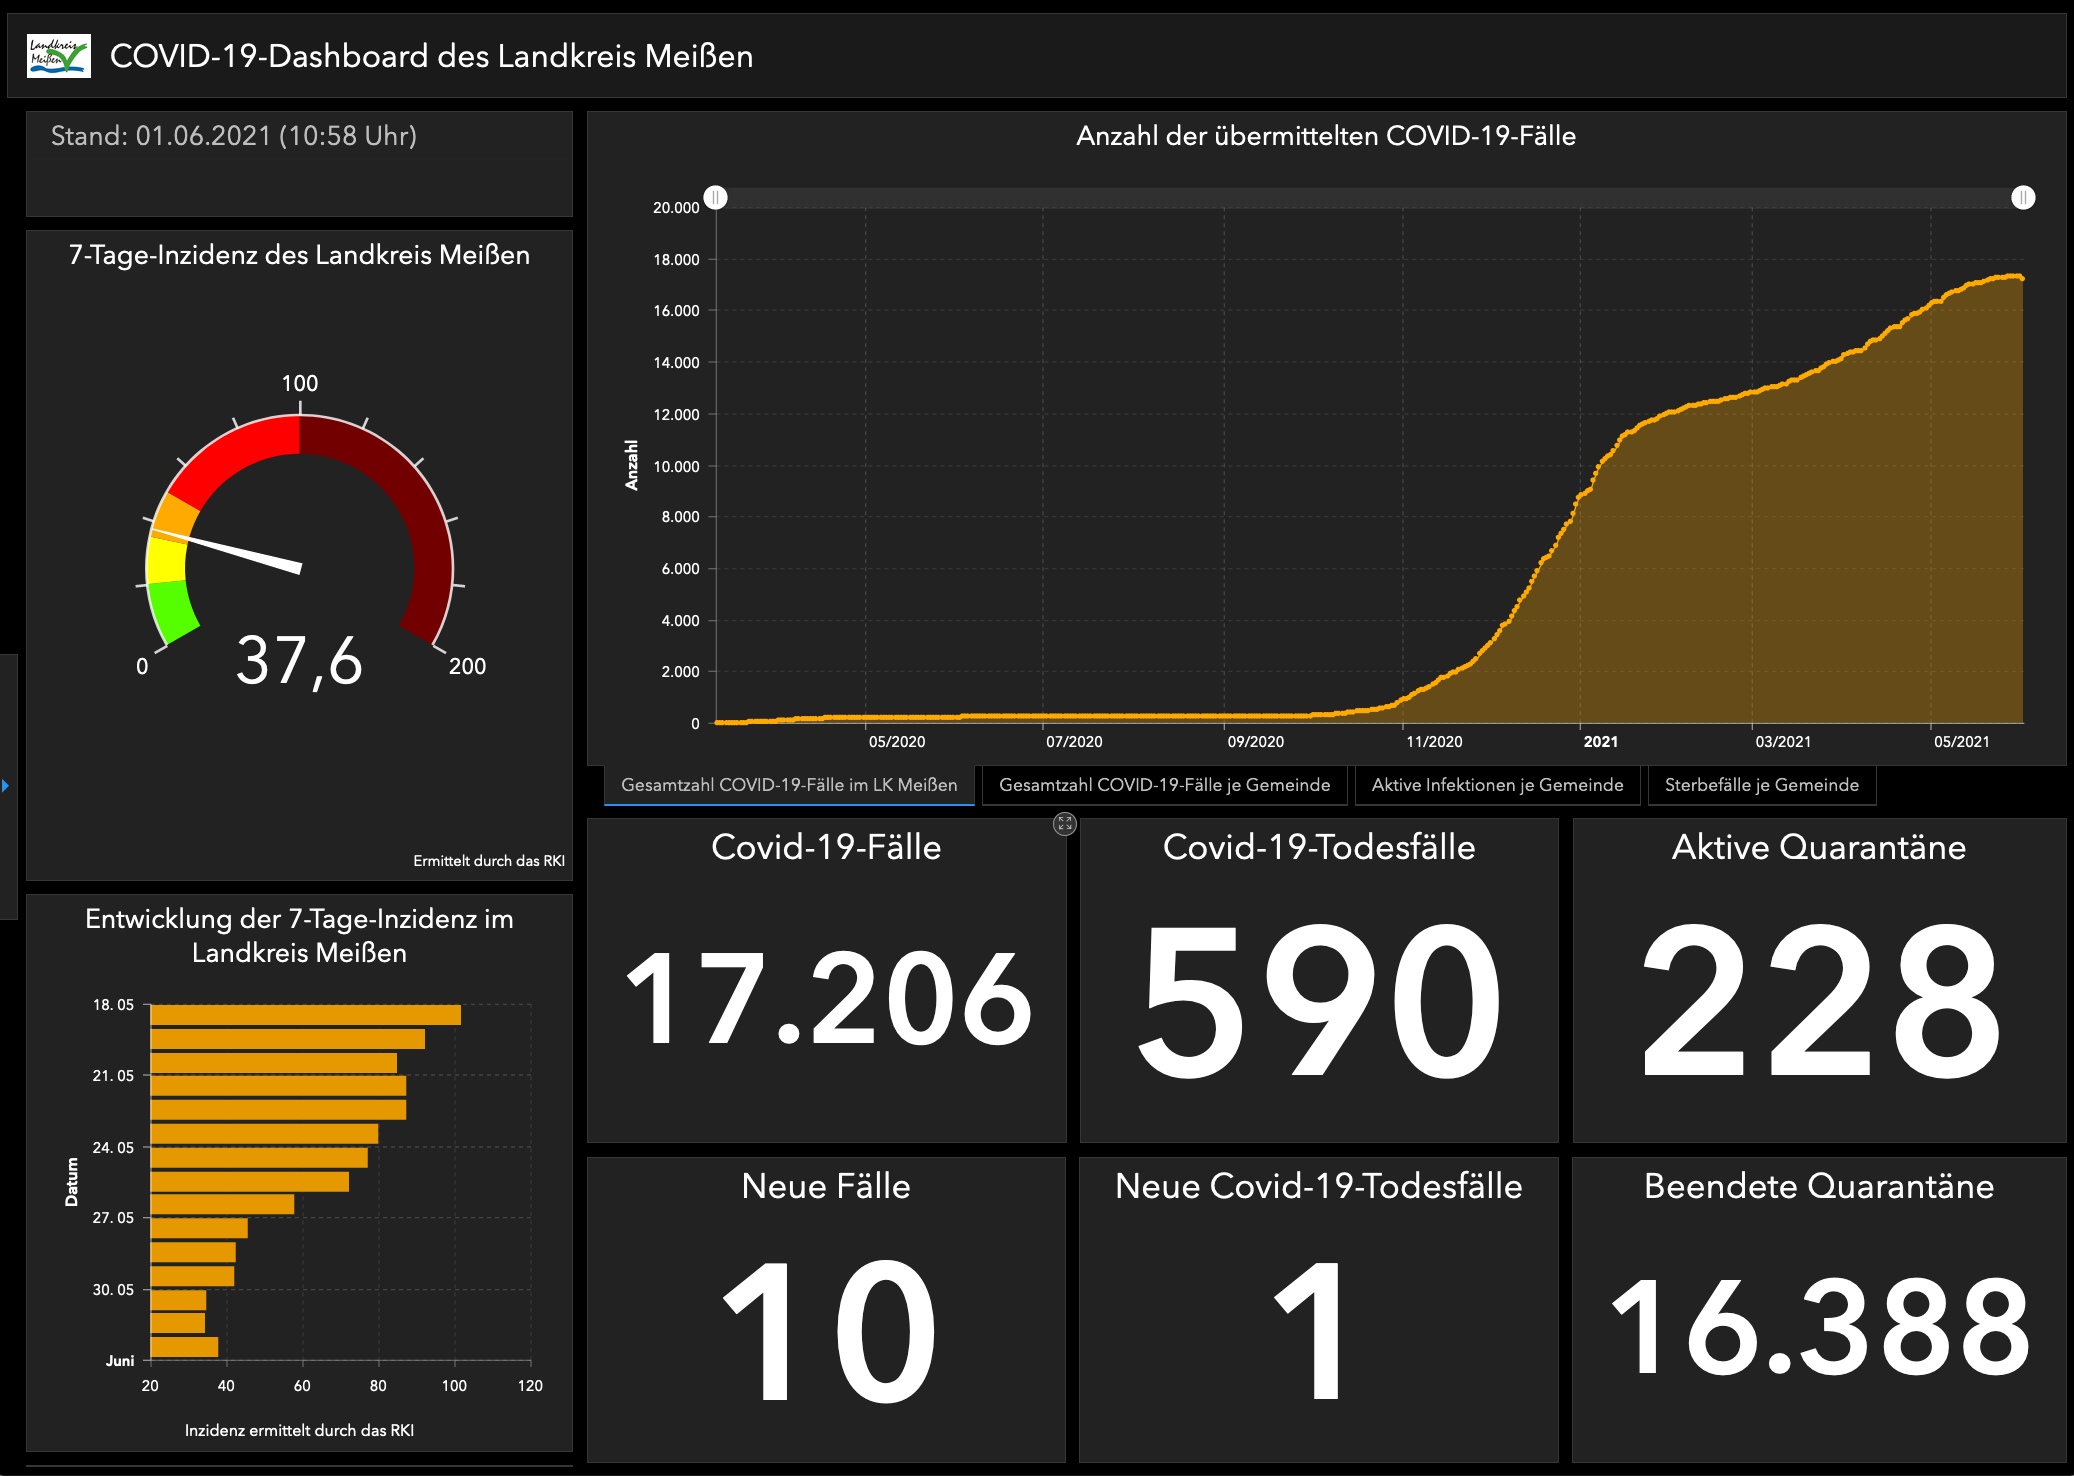 Landkreis
Meißen
COVID-19-Dashboard des Landkreis Meißen
Stand: 01.06.2021 (10:58 Uhr)
7-Tage-Inzidenz des Landkreis Meißen
100
0
200
37,6
Ermittelt durch das RKI
Entwicklung der 7-Tage-Inzidenz im
Landkreis Meißen
Datum
18. 05
21. 05
24. 05
27. 05
30. 05
Juni
20 40 60 80 100 120
Inzidenz ermittelt durch das RKI
Anzahl der übermittelten COVID-19-Fälle
Anzahl
20.000
18.000
16.000
14.000
12.000
10.000
8.000
6.000
4.000
2.000
0
05/2020 07/2020 09/2020 11/2020 2021 03/2021 05/2021
Gesamtzahl COVID-19-Fälle im LK Meißen
Gesamtzahl COVID-19-Fälle je Gemeinde
Aktive Infektionen je Gemeinde
Sterbefälle je Gemeinde
Covid-19-Fälle
17.206
Covid-19-Todesfälle
590
Aktive Quarantäne
228
Neue Fälle
10
Neue Covid-19-Todesfälle
1
Beendete Quarantäne
16.388